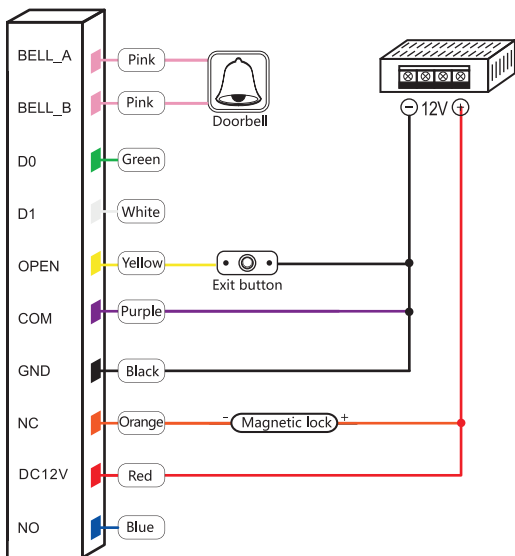 BELL_A Pink
BELL_B Pink
Doorbell
− 12V +
D0 Green
D1 White
OPEN Yellow
Exit button
COM Purple
GND Black
NC Orange - Magnetic lock +
DC12V Red
NO Blue